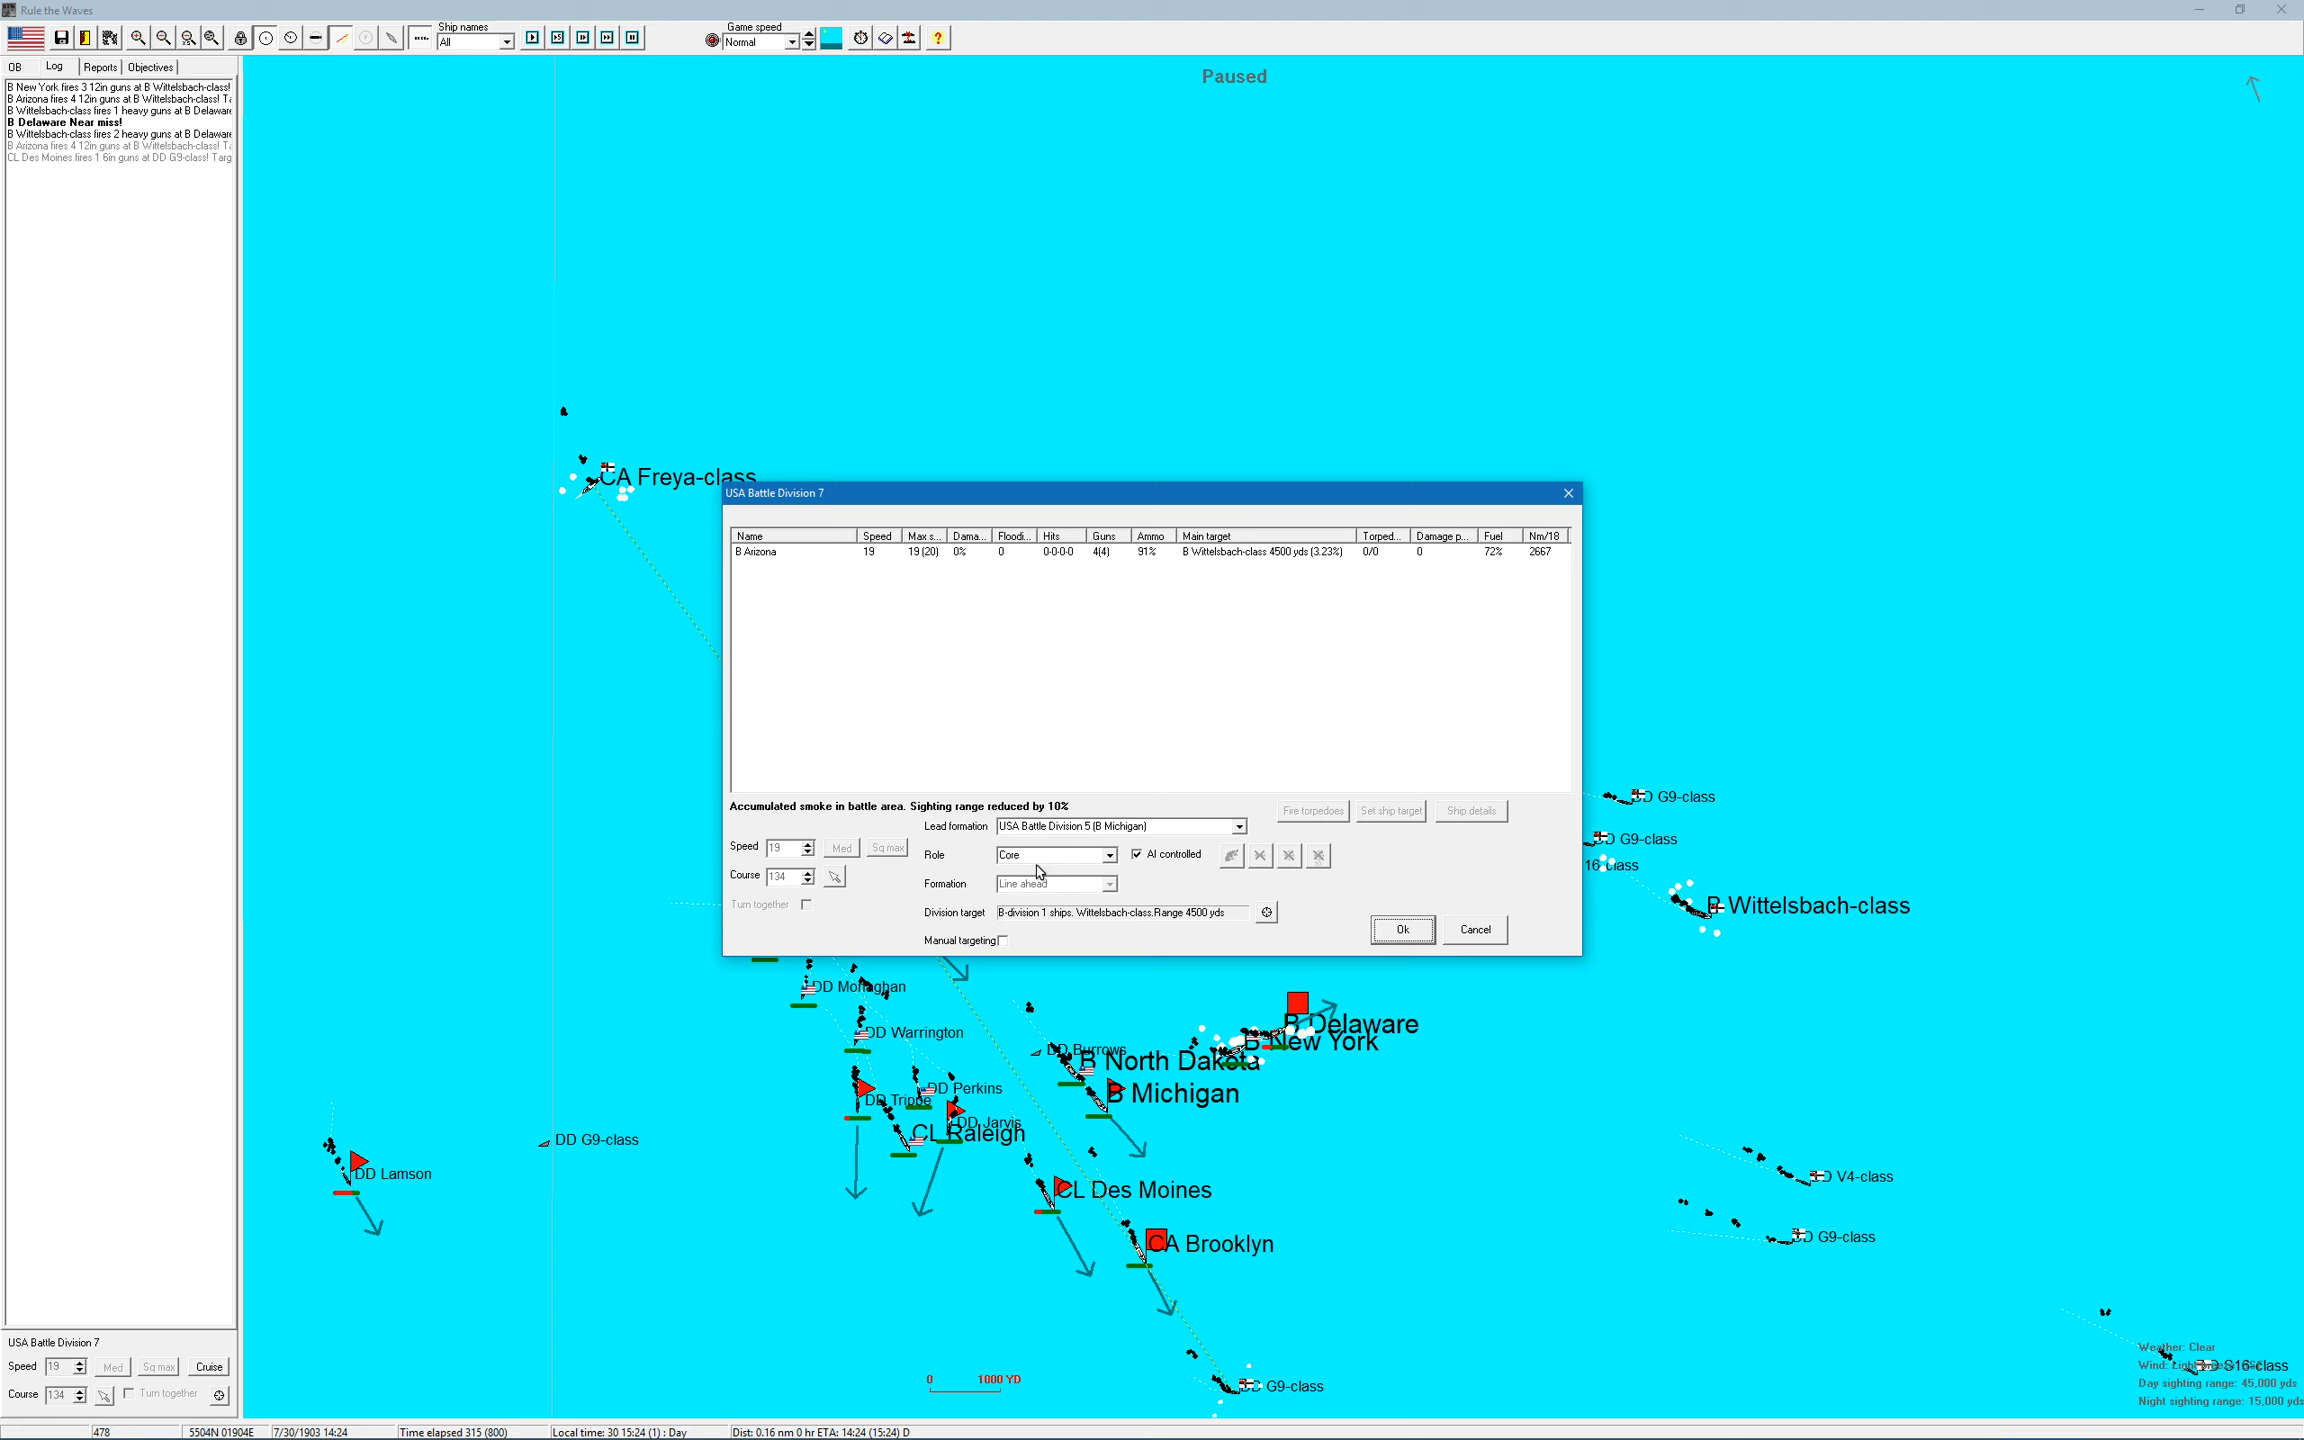 Rule the Waves
Ship names
All
Game speed
Normal
OB
Log
Reports
Objectives
Paused
B New York fires 3 12in guns at B Wittelsbach-class!
B Arizona fires 4 12in guns at B Wittelsbach-class! Ta
B Wittelsbach-class fires 1 heavy guns at B Delaware
B Delaware Near miss!
B Wittelsbach-class fires 2 heavy guns at B Delaware
B Arizona fires 4 12in guns at B Wittelsbach-class! Ta
CL Des Moines fires 1 6in guns at DD G9-class! Targ
CA Freya-class
USA Battle Division 7
Name Speed Max s... Dama... Floodi... Hits Guns Ammo Main target Torped... Damage p... Fuel Nm/18
B Arizona 19 19 (20) 0% 0 0-0-0-0 4(4) 91% B Wittelsbach-class 4500 yds (3.23%) 0/0 0 72% 2667
Accumulated smoke in battle area. Sighting range reduced by 10%
Fire torpedoes Set ship target Ship details
Lead formation USA Battle Division 5 (B Michigan)
Speed 19 Med Sq max
Role Core AI controlled
Course 134
Formation Line ahead
Turn together
Division target B-division 1 ships. Wittelsbach-class.Range 4500 yds
Manual targeting
Ok Cancel
DD G9-class
DD G9-class
16-class
B Wittelsbach-class
DD Monaghan
DD Warrington
B Delaware
B New York
DD Burrows
B North Dakota
DD Perkins
B Michigan
DD Trippe
DD Jarvis
CL Raleigh
DD G9-class
DD Lamson
DD V4-class
CL Des Moines
DD G9-class
CA Brooklyn
Weather: Clear
DD S16-class
0 1000 YD
DD G9-class
Day sighting range: 45,000 yds
Night sighting range: 15,000 yds
USA Battle Division 7
Speed 19 Med Sq max Cruise
Course 134 Turn together
478 5504N 01904E 7/30/1903 14:24 Time elapsed 315 (800) Local time: 30 15:24 (1) : Day Dist: 0.16 nm 0 hr ETA: 14:24 (15:24) D